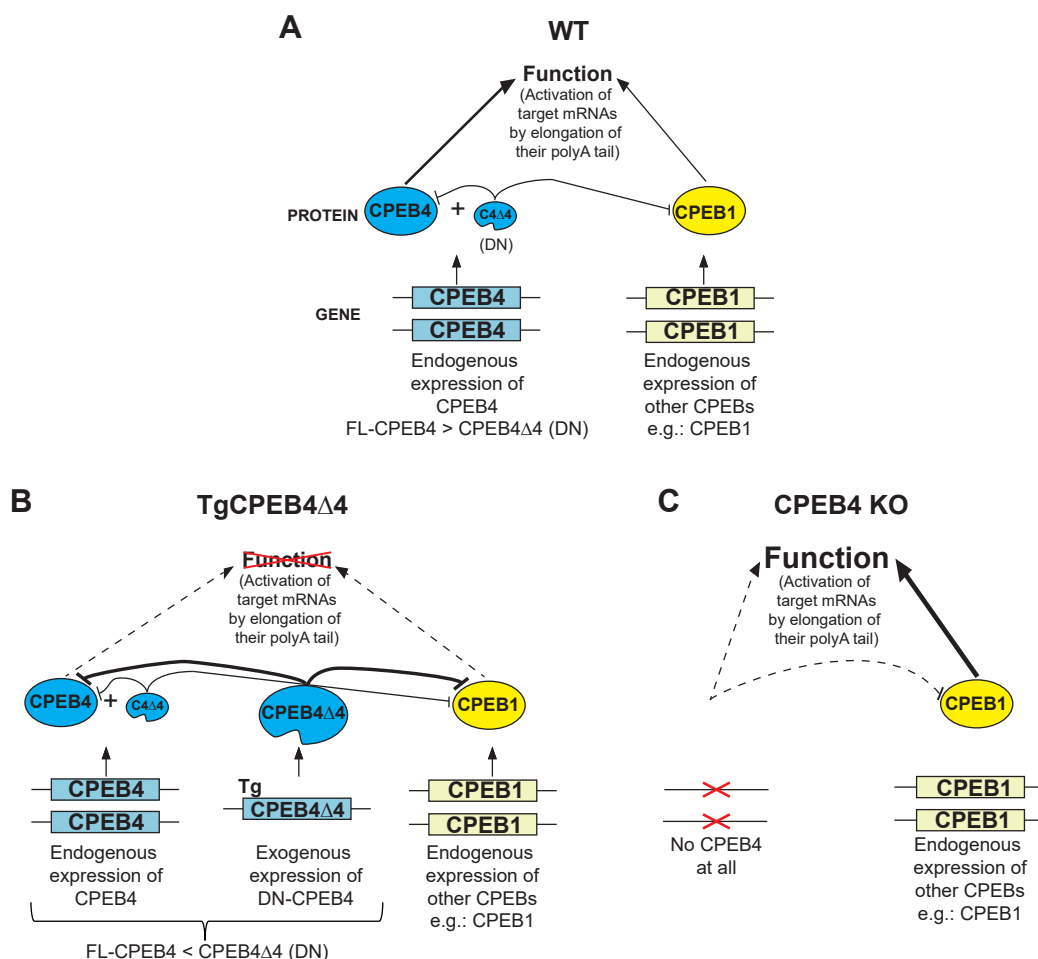 A
WT
Function
(Activation of
target mRNAs
by elongation of
their polyA tail)
PROTEIN
CPEB4
+
C4Δ4
CPEB1
(DN)
GENE
CPEB4
CPEB4
CPEB1
CPEB1
Endogenous
expression of
CPEB4
FL-CPEB4 > CPEB4Δ4 (DN)
Endogenous
expression of
other CPEBs
e.g.: CPEB1
B
TgCPEB4Δ4
Function
(Activation of
target mRNAs
by elongation of
their polyA tail)
CPEB4
+
C4Δ4
CPEB4Δ4
CPEB1
CPEB4
CPEB4
Tg
CPEB4Δ4
CPEB1
CPEB1
Endogenous
expression of
CPEB4
Exogenous
expression of
DN-CPEB4
Endogenous
expression of
other CPEBs
e.g.: CPEB1
FL-CPEB4 < CPEB4Δ4 (DN)
C
CPEB4 KO
Function
(Activation of
target mRNAs
by elongation of
their polyA tail)
CPEB1
No CPEB4
at all
CPEB1
CPEB1
Endogenous
expression of
other CPEBs
e.g.: CPEB1